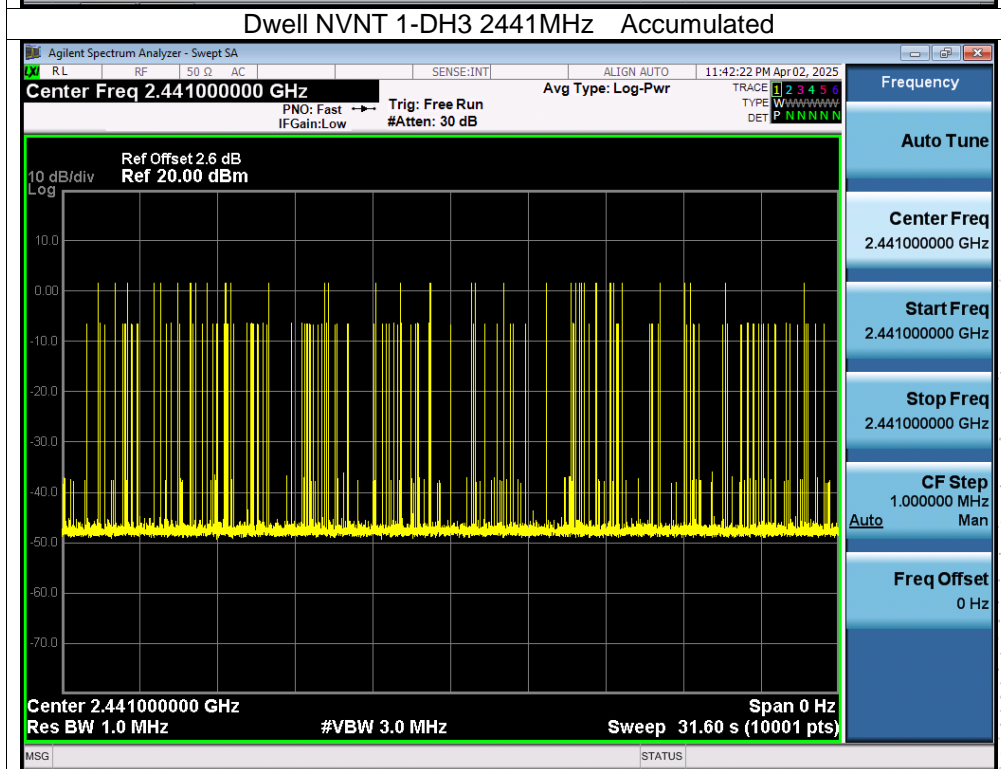 Dwell NVNT 1-DH3 2441MHz Accumulated
Agilent Spectrum Analyzer - Swept SA
LXI RL RF 50 Ω AC SENSE:INT ALIGN AUTO 11:42:22 PM Apr 02, 2025
Center Freq 2.441000000 GHz
PNO: Fast
IFGain:Low
Trig: Free Run
#Atten: 30 dB
Avg Type: Log-Pwr
TRACE 1 2 3 4 5 6
TYPE WWWWWW
DET P N N N N N
Ref Offset 2.6 dB
10 dB/div Ref 20.00 dBm
Log
10.0
0.00
-10.0
-20.0
-30.0
-40.0
-50.0
-60.0
-70.0
Center 2.441000000 GHz Span 0 Hz
Res BW 1.0 MHz #VBW 3.0 MHz Sweep 31.60 s (10001 pts)
MSG STATUS
Frequency
Auto Tune
Center Freq
2.441000000 GHz
Start Freq
2.441000000 GHz
Stop Freq
2.441000000 GHz
CF Step
1.000000 MHz
Auto Man
Freq Offset
0 Hz